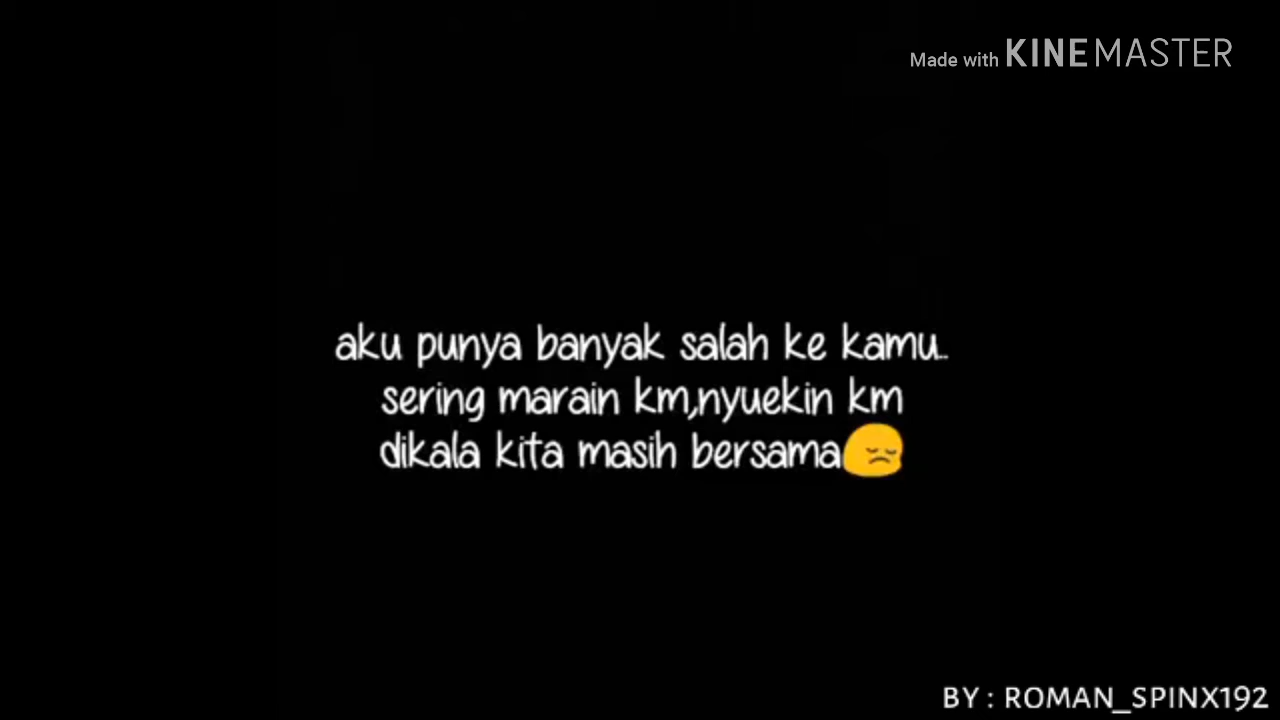 Made with KINEMASTER
aku punya banyak salah ke kamu..
sering marain km,nyuekin km
dikala kita masih bersama😔
BY : ROMAN_SPINX192